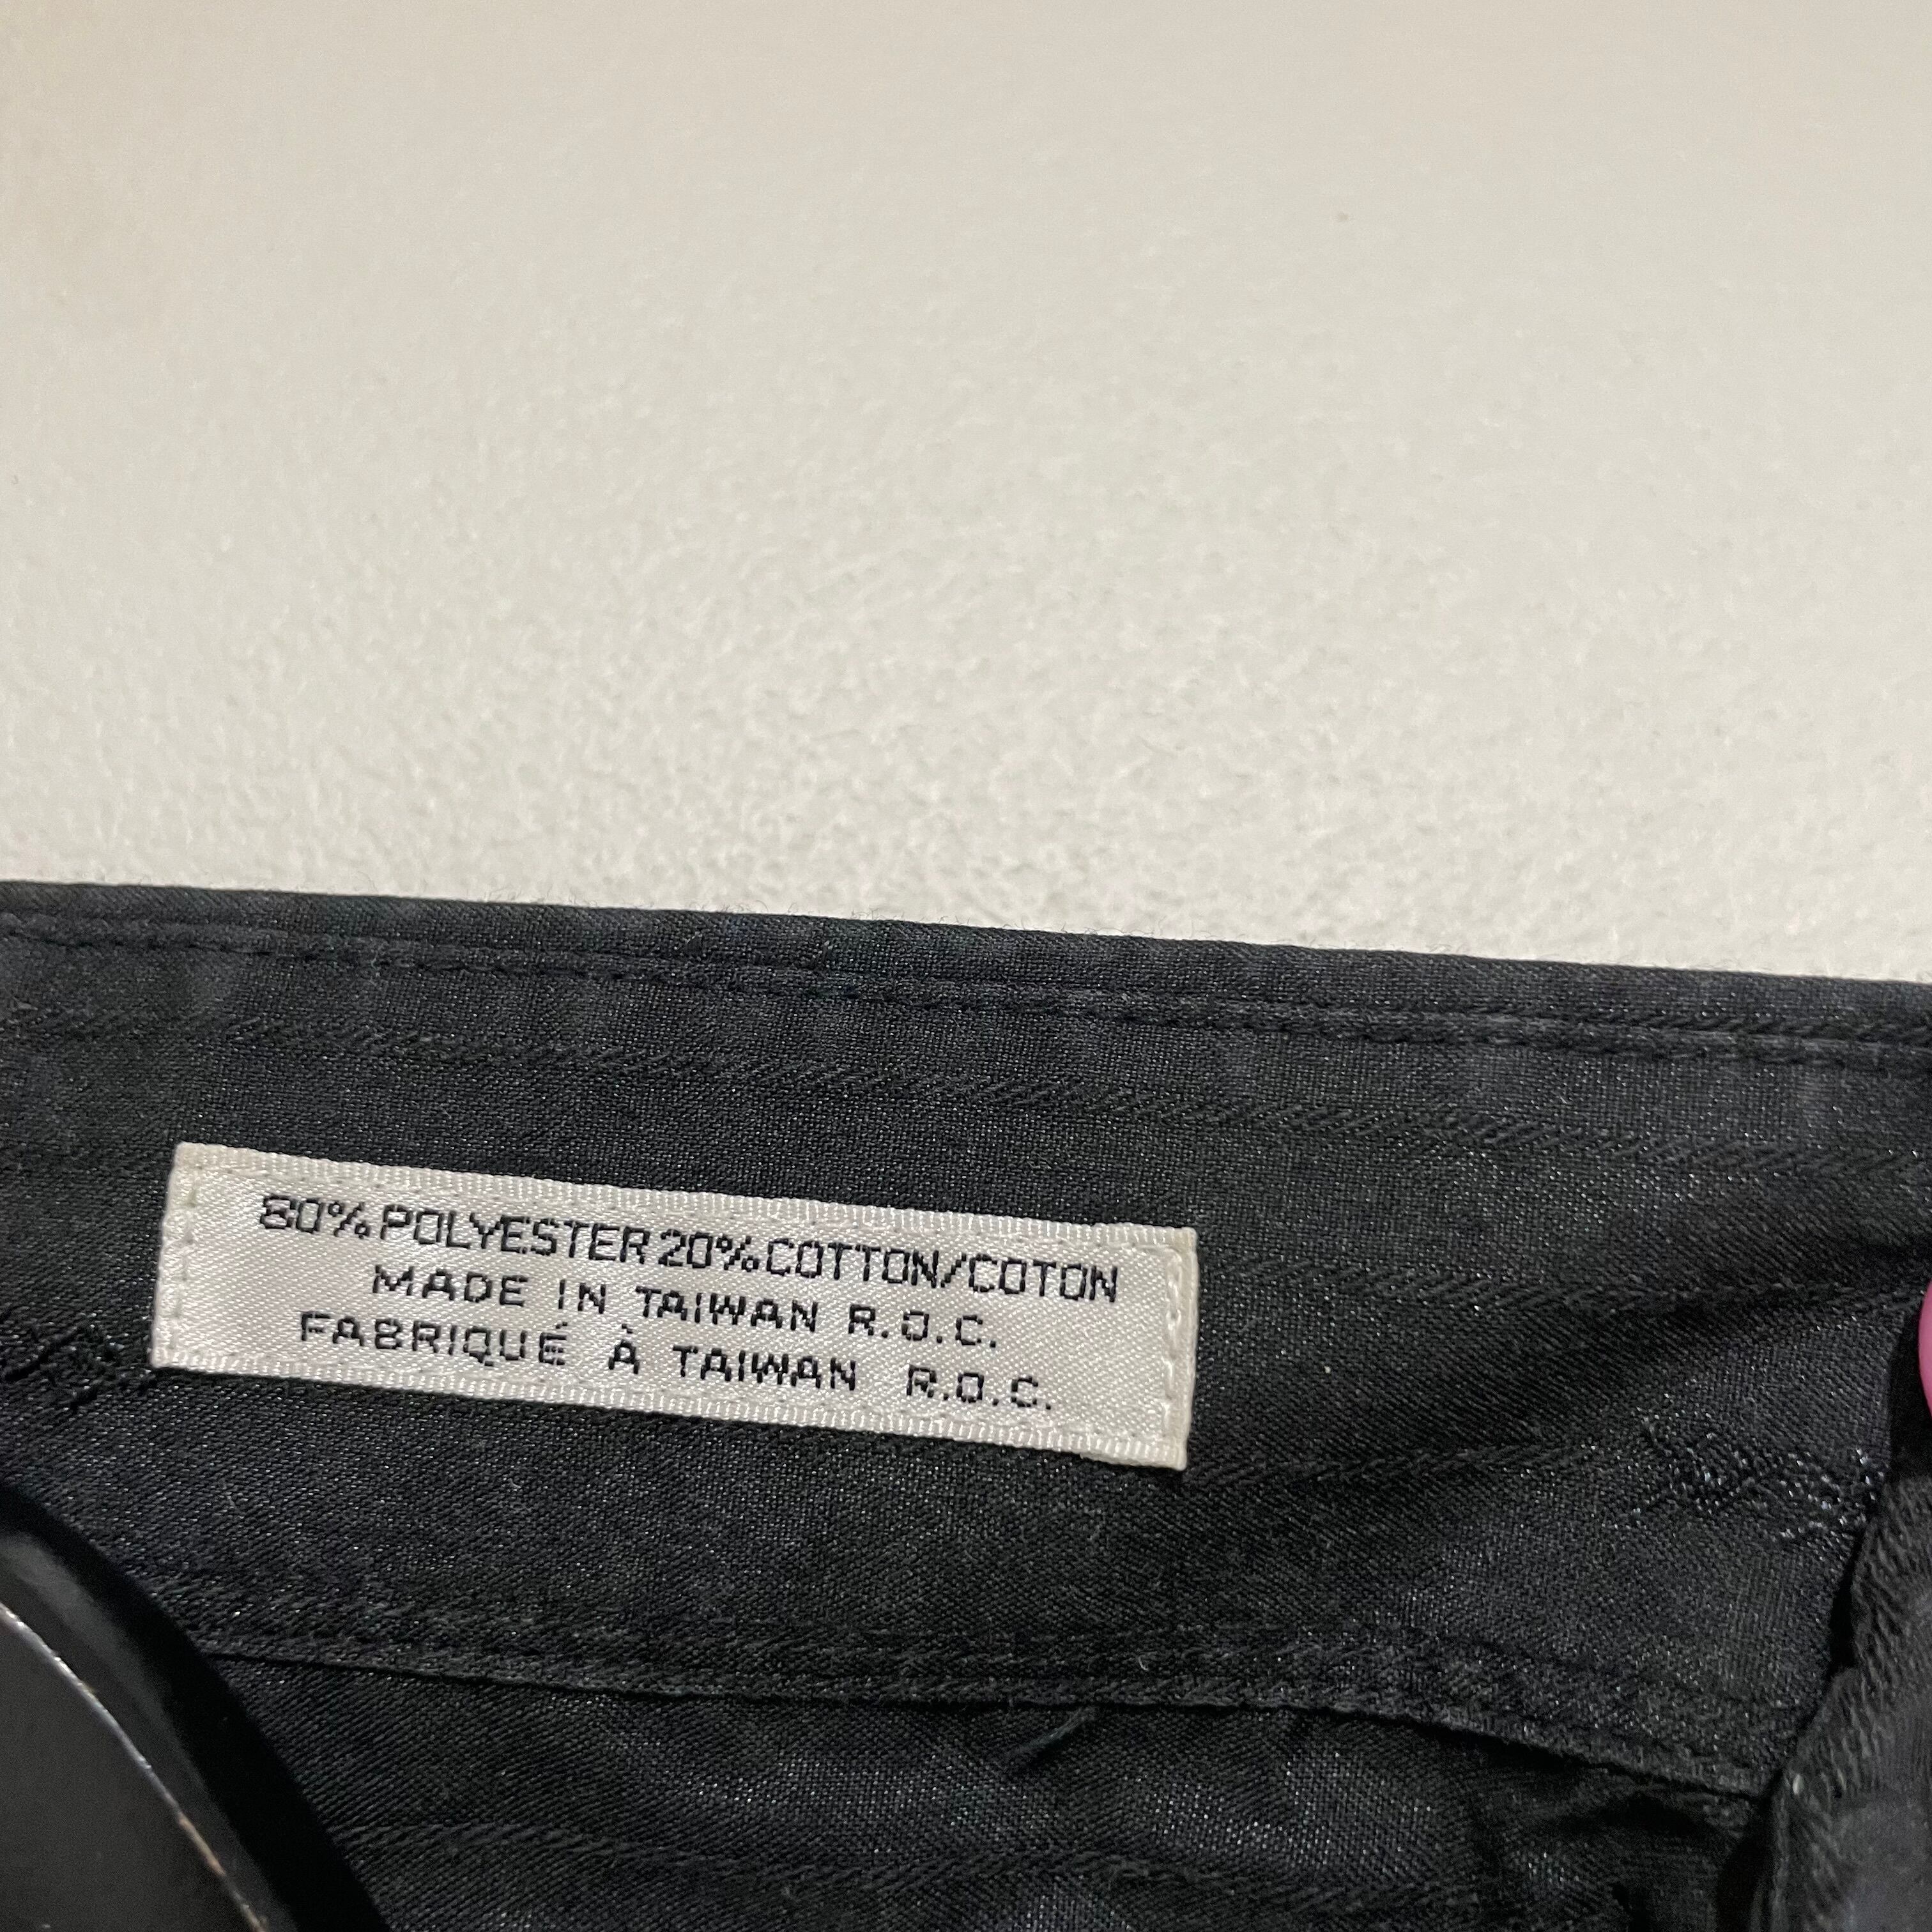 80% POLYESTER 20% COTTON/COTON
MADE IN TAIWAN R.O.C.
FABRIQUÉ À TAIWAN R.O.C.